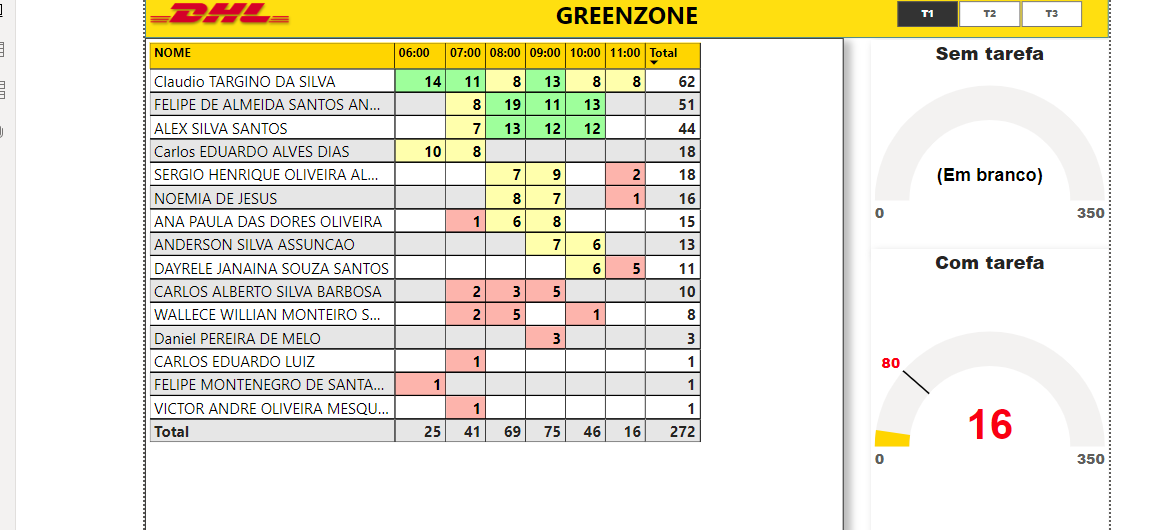 DHL
GREENZONE
T1 T2 T3
NOME 06:00 07:00 08:00 09:00 10:00 11:00 Total
Claudio TARGINO DA SILVA 14 11 8 13 8 8 62
FELIPE DE ALMEIDA SANTOS AN... 8 19 11 13 51
ALEX SILVA SANTOS 7 13 12 12 44
Carlos EDUARDO ALVES DIAS 10 8 18
SERGIO HENRIQUE OLIVEIRA AL... 7 9 2 18
NOEMIA DE JESUS 8 7 1 16
ANA PAULA DAS DORES OLIVEIRA 1 6 8 15
ANDERSON SILVA ASSUNCAO 7 6 13
DAYRELE JANAINA SOUZA SANTOS 6 5 11
CARLOS ALBERTO SILVA BARBOSA 2 3 5 10
WALLECE WILLIAN MONTEIRO S... 2 5 1 8
Daniel PEREIRA DE MELO 3 3
CARLOS EDUARDO LUIZ 1 1
FELIPE MONTENEGRO DE SANTA... 1 1
VICTOR ANDRE OLIVEIRA MESQU... 1 1
Total 25 41 69 75 46 16 272
Sem tarefa
(Em branco)
0 350
Com tarefa
80
16
0 350